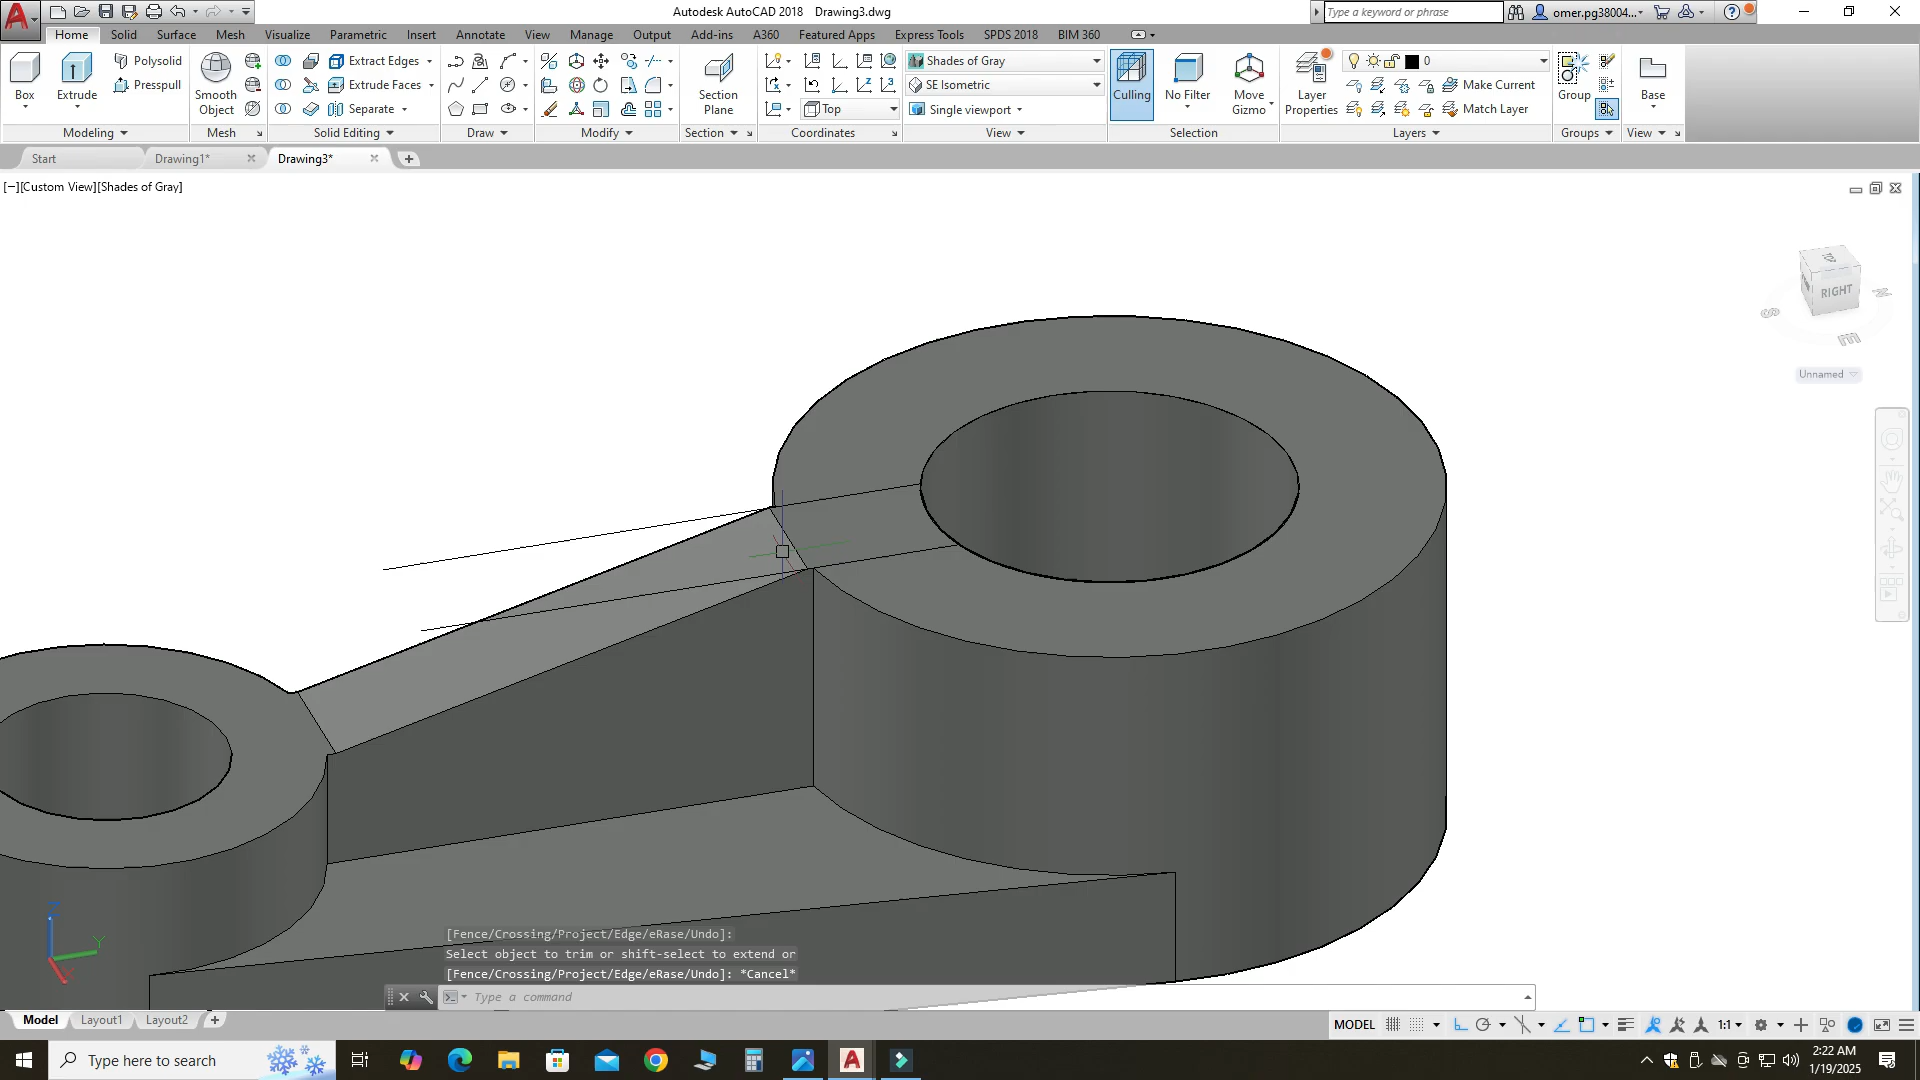 Autodesk AutoCAD 2018 Drawing3.dwg
Type a keyword or phrase
omer.pg38004...
Home Solid Surface Mesh Visualize Parametric Insert Annotate View Manage Output Add-ins A360 Featured Apps Express Tools SPDS 2018 BIM 360
Box
Extrude
Polysolid
Presspull
Smooth
Object
Extract Edges
Extrude Faces
Separate
Section
Plane
Top
Shades of Gray
SE Isometric
Single viewport
Culling
No Filter
Move
Gizmo
Layer
Properties
0
Make Current
Match Layer
Group
Base
Modeling Mesh Solid Editing Draw Modify Section Coordinates View Selection Layers Groups View
Start Drawing1* Drawing3*
[−][Custom View][Shades of Gray]
TOP
RIGHT
S
N
E
Unnamed
Z
Y
X
[Fence/Crossing/Project/Edge/eRase/Undo]:
Select object to trim or shift-select to extend or
[Fence/Crossing/Project/Edge/eRase/Undo]: *Cancel*
Type a command
Model Layout1 Layout2
MODEL
1:1
Type here to search
2:22 AM
1/19/2025